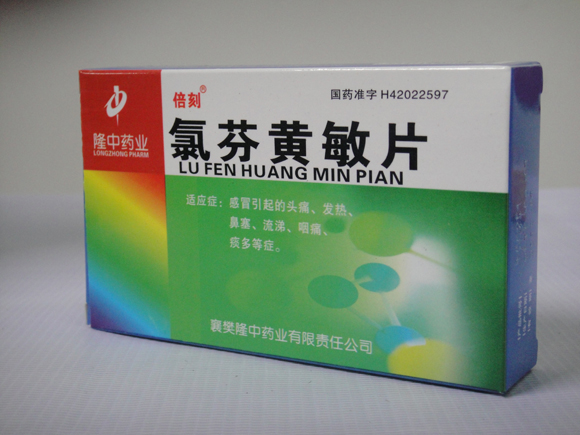 隆中药业
LONGZHONG PHARM
倍刻®
国药准字 H42022597
氯芬黄敏片
LU FEN HUANG MIN PIAN
适应症：感冒引起的头痛、发热、
鼻塞、流涕、咽痛、
痰多等症。
襄樊隆中药业有限责任公司